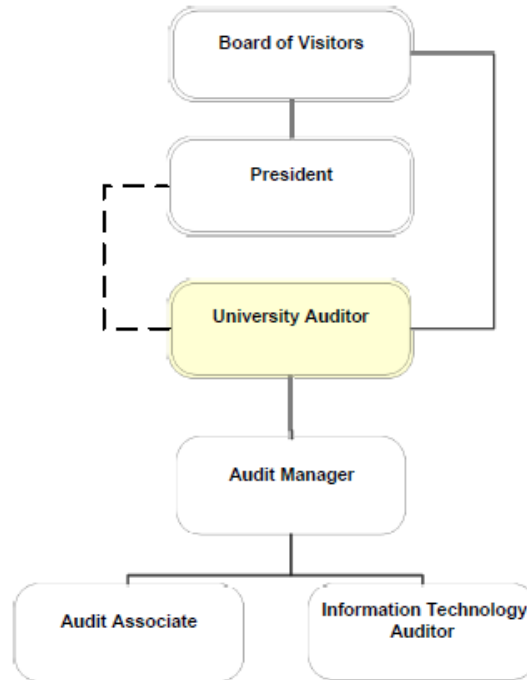 Board of Visitors
President
University Auditor
Audit Manager
Audit Associate
Information Technology
Auditor